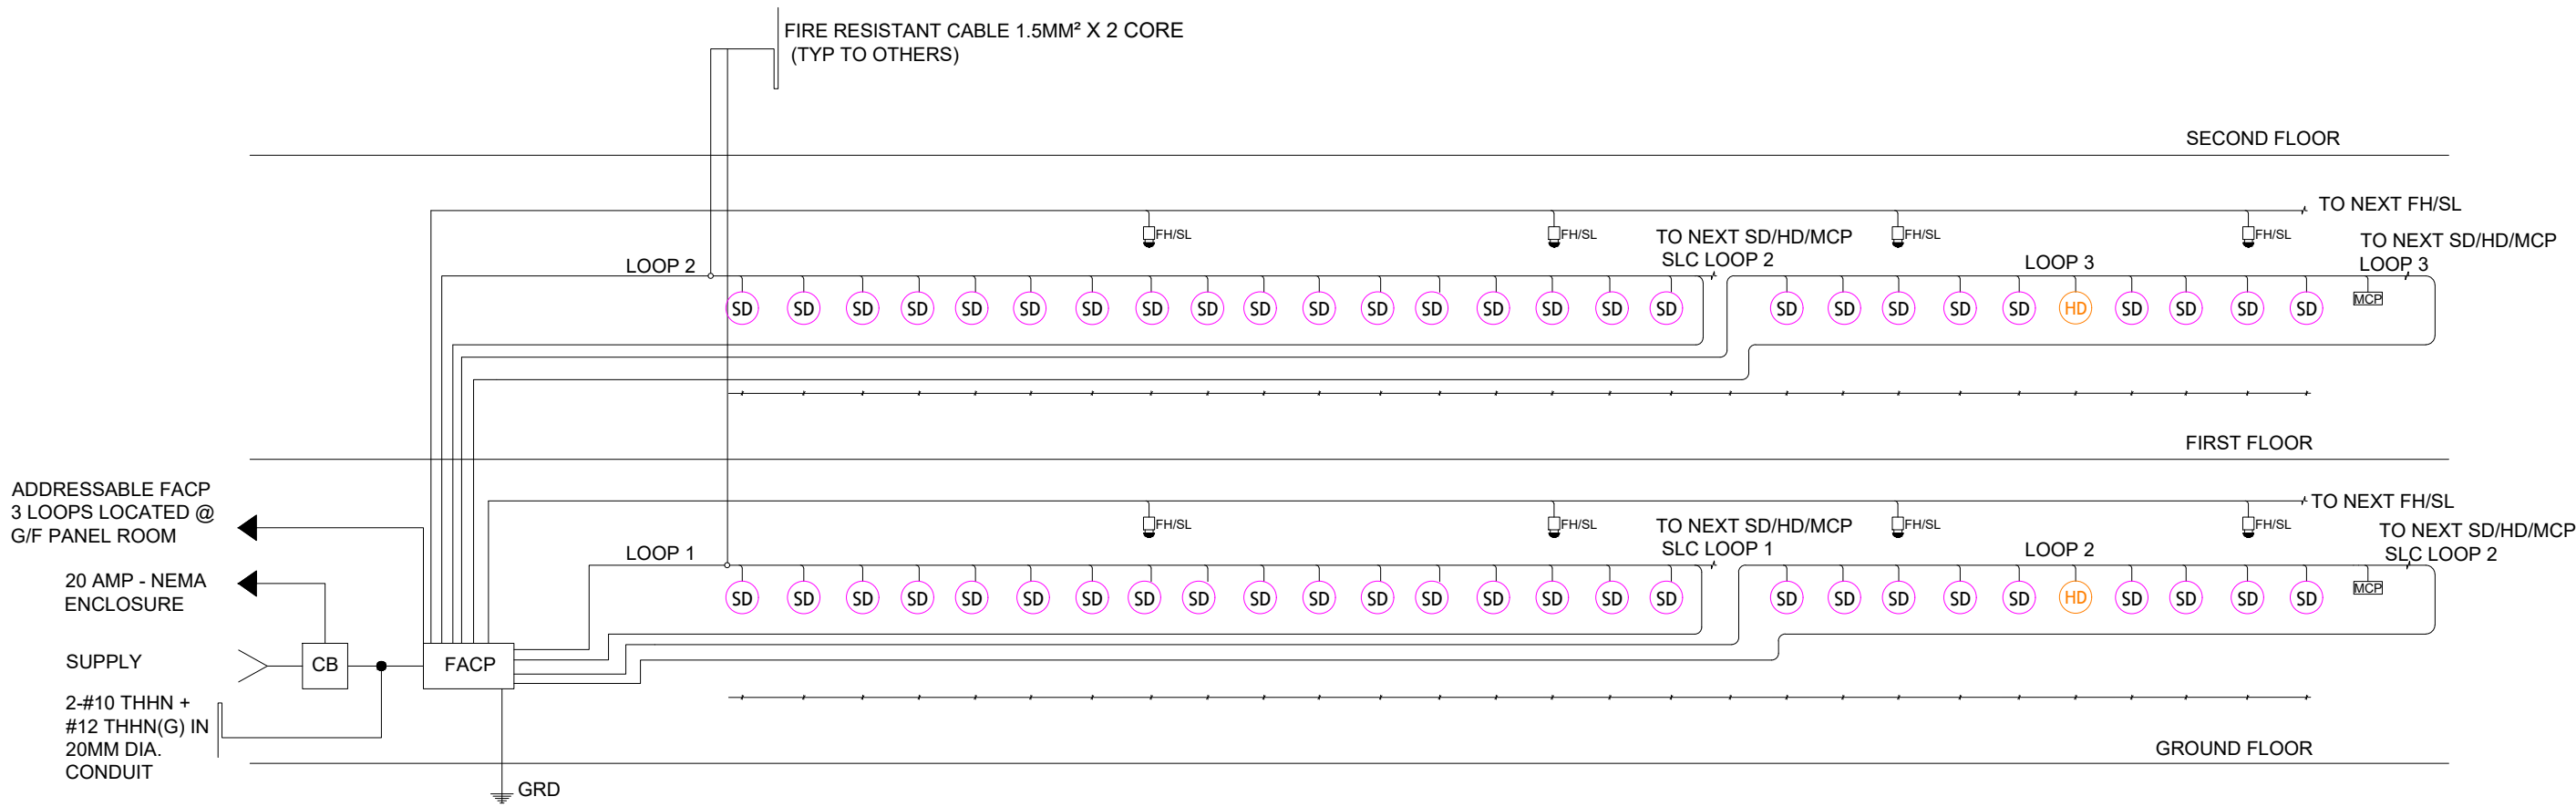 FIRE RESISTANT CABLE 1.5MM² X 2 CORE
(TYP TO OTHERS)
SECOND FLOOR
TO NEXT FH/SL
FH/SL FH/SL FH/SL FH/SL
TO NEXT SD/HD/MCP
SLC LOOP 2
TO NEXT SD/HD/MCP
LOOP 3
LOOP 2
LOOP 3
SD SD SD SD SD SD SD SD SD SD SD SD SD SD SD SD SD SD SD SD SD SD HD SD SD SD SD MCP
FIRST FLOOR
ADDRESSABLE FACP
3 LOOPS LOCATED @
G/F PANEL ROOM
TO NEXT FH/SL
FH/SL FH/SL FH/SL FH/SL
TO NEXT SD/HD/MCP
SLC LOOP 1
TO NEXT SD/HD/MCP
SLC LOOP 2
LOOP 1
LOOP 2
SD SD SD SD SD SD SD SD SD SD SD SD SD SD SD SD SD SD SD SD SD SD HD SD SD SD SD MCP
20 AMP - NEMA
ENCLOSURE
SUPPLY
CB
FACP
2-#10 THHN +
#12 THHN(G) IN
20MM DIA.
CONDUIT
GROUND FLOOR
GRD